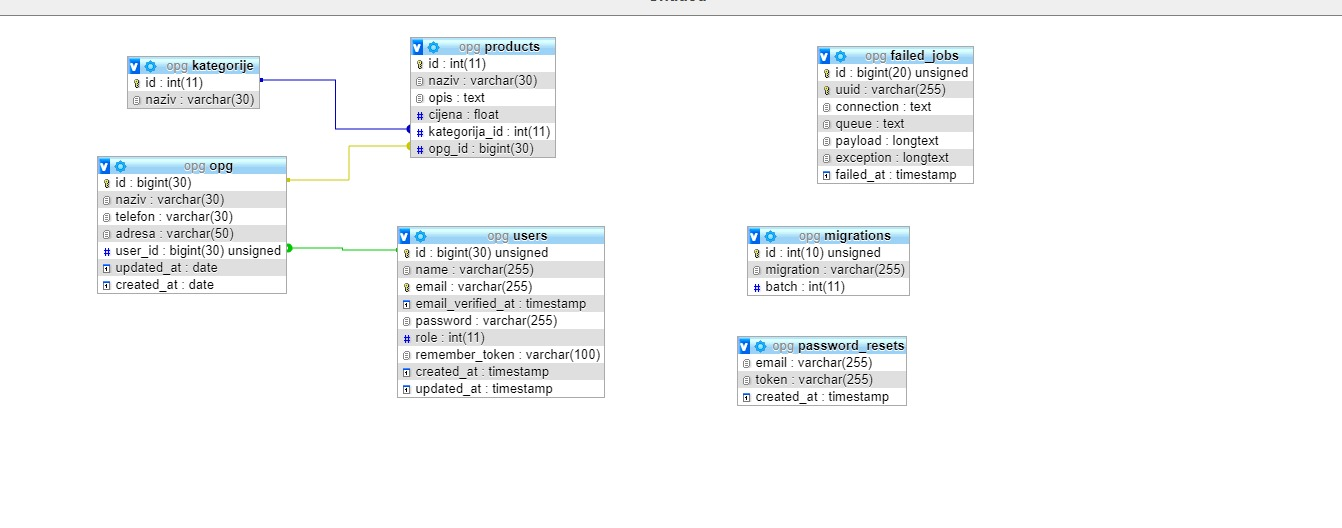 opg kategorije
id : int(11)
naziv : varchar(30)
opg products
id : int(11)
naziv : varchar(30)
opis : text
cijena : float
kategorija_id : int(11)
opg_id : bigint(30)
opg failed_jobs
id : bigint(20) unsigned
uuid : varchar(255)
connection : text
queue : text
payload : longtext
exception : longtext
failed_at : timestamp
opg opg
id : bigint(30)
naziv : varchar(30)
telefon : varchar(30)
adresa : varchar(50)
user_id : bigint(30) unsigned
updated_at : date
created_at : date
opg users
id : bigint(30) unsigned
name : varchar(255)
email : varchar(255)
email_verified_at : timestamp
password : varchar(255)
role : int(11)
remember_token : varchar(100)
created_at : timestamp
updated_at : timestamp
opg migrations
id : int(10) unsigned
migration : varchar(255)
batch : int(11)
opg password_resets
email : varchar(255)
token : varchar(255)
created_at : timestamp